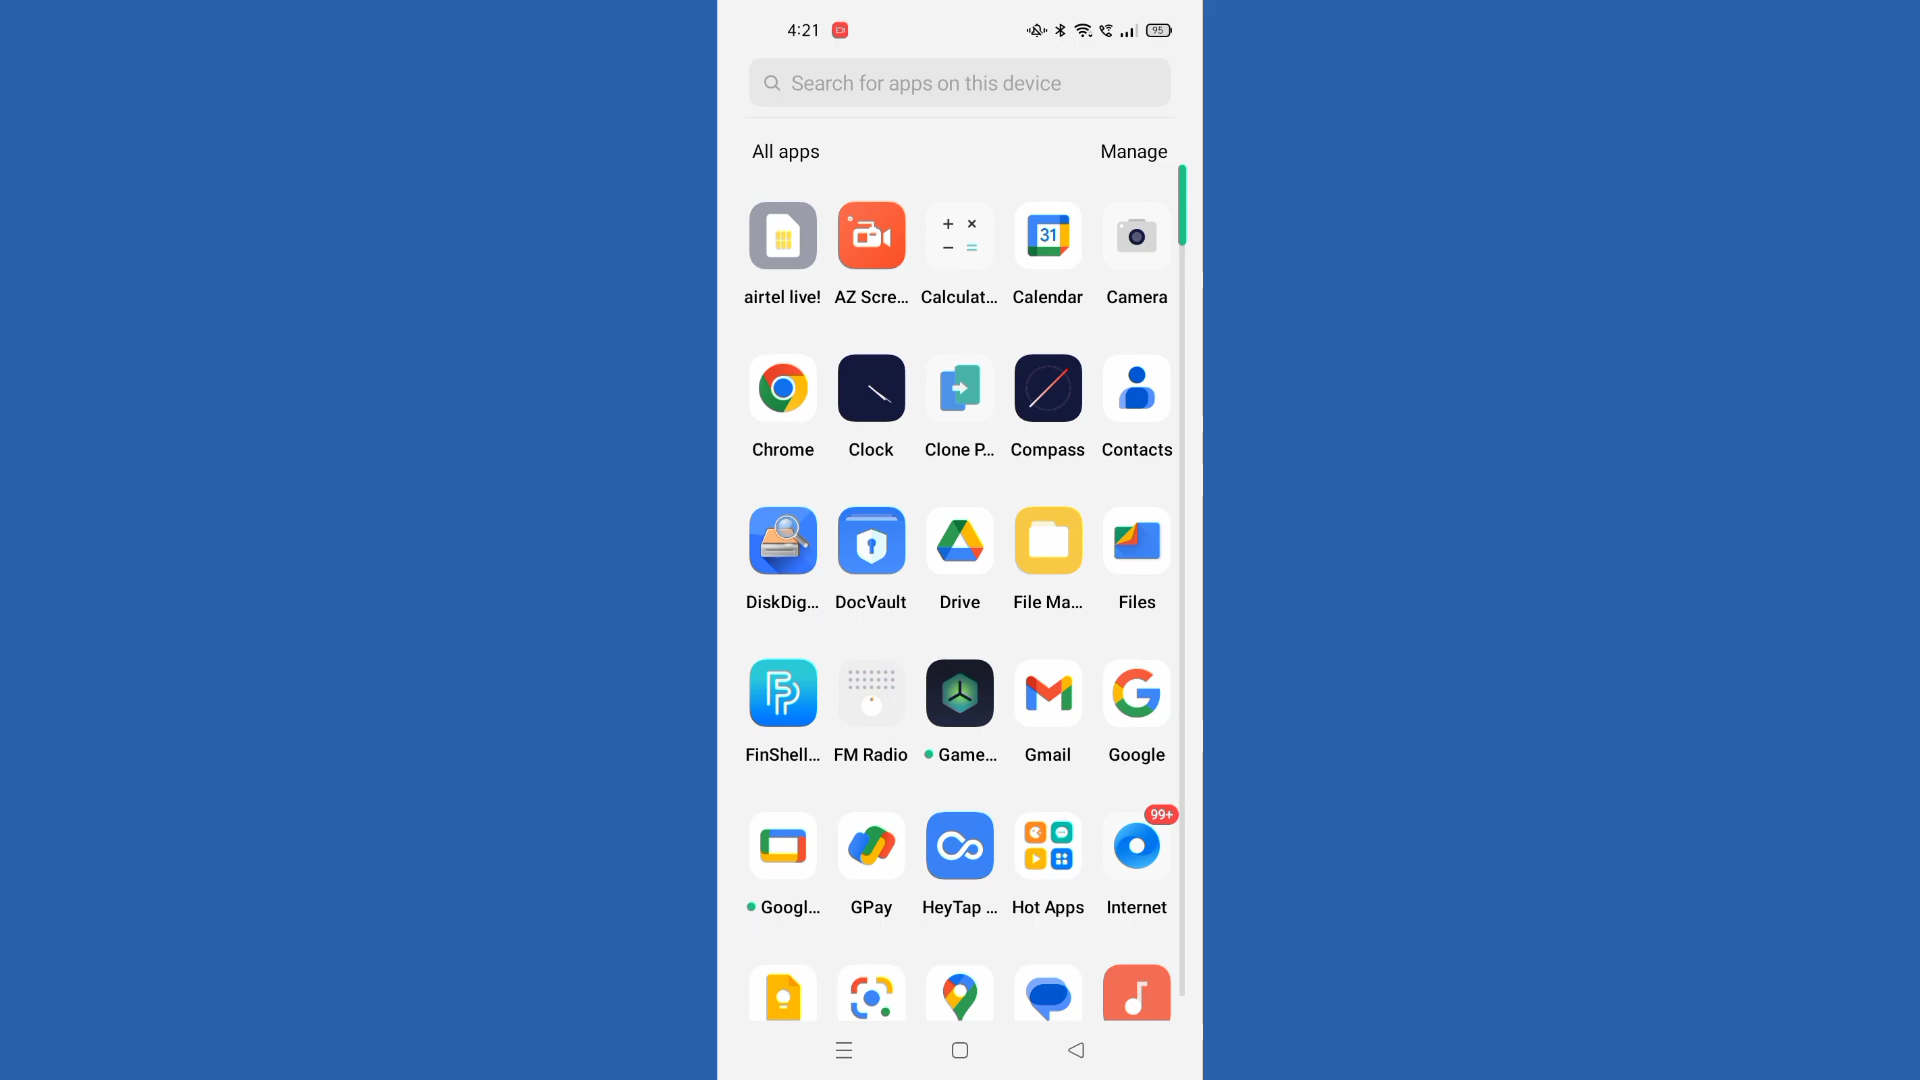 4:21
95
Search for apps on this device
All apps Manage
31
airtel live! AZ Scre... Calculat... Calendar Camera
Chrome Clock Clone P... Compass Contacts
DiskDig... DocVault Drive File Ma... Files
FinShell... FM Radio Game... Gmail Google
99+
Googl... GPay HeyTap ... Hot Apps Internet